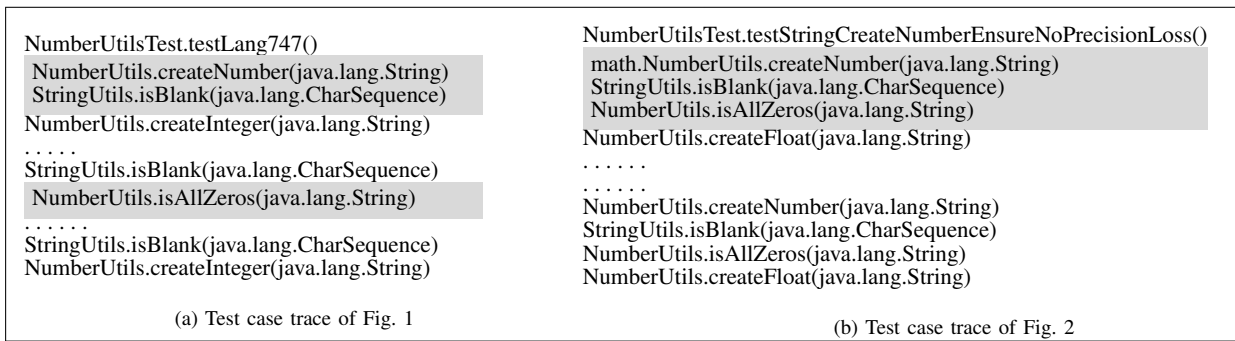 NumberUtilsTest.testLang747()
NumberUtils.createNumber(java.lang.String)
StringUtils.isBlank(java.lang.CharSequence)
NumberUtils.createInteger(java.lang.String)
. . . . .
StringUtils.isBlank(java.lang.CharSequence)
NumberUtils.isAllZeros(java.lang.String)
. . . . . .
StringUtils.isBlank(java.lang.CharSequence)
NumberUtils.createInteger(java.lang.String)
(a) Test case trace of Fig. 1
NumberUtilsTest.testStringCreateNumberEnsureNoPrecisionLoss()
math.NumberUtils.createNumber(java.lang.String)
StringUtils.isBlank(java.lang.CharSequence)
NumberUtils.isAllZeros(java.lang.String)
NumberUtils.createFloat(java.lang.String)
. . . . . .
. . . . . .
NumberUtils.createNumber(java.lang.String)
StringUtils.isBlank(java.lang.CharSequence)
NumberUtils.isAllZeros(java.lang.String)
NumberUtils.createFloat(java.lang.String)
(b) Test case trace of Fig. 2